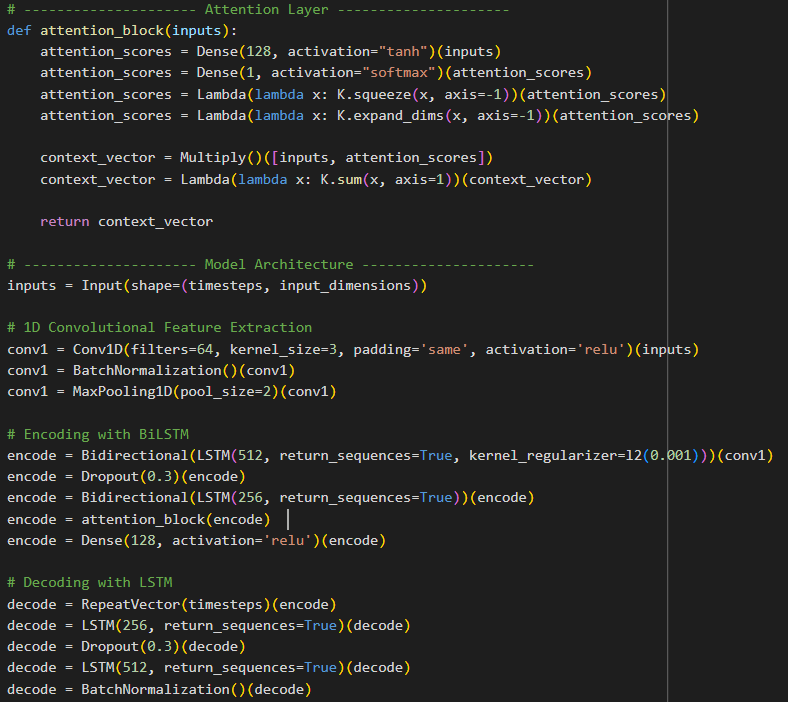 # --------------------- Attention Layer ---------------------
def attention_block(inputs):
    attention_scores = Dense(128, activation="tanh")(inputs)
    attention_scores = Dense(1, activation="softmax")(attention_scores)
    attention_scores = Lambda(lambda x: K.squeeze(x, axis=-1))(attention_scores)
    attention_scores = Lambda(lambda x: K.expand_dims(x, axis=-1))(attention_scores)

    context_vector = Multiply()([inputs, attention_scores])
    context_vector = Lambda(lambda x: K.sum(x, axis=1))(context_vector)

    return context_vector

# --------------------- Model Architecture ---------------------
inputs = Input(shape=(timesteps, input_dimensions))

# 1D Convolutional Feature Extraction
conv1 = Conv1D(filters=64, kernel_size=3, padding='same', activation='relu')(inputs)
conv1 = BatchNormalization()(conv1)
conv1 = MaxPooling1D(pool_size=2)(conv1)

# Encoding with BiLSTM
encode = Bidirectional(LSTM(512, return_sequences=True, kernel_regularizer=l2(0.001)))(conv1)
encode = Dropout(0.3)(encode)
encode = Bidirectional(LSTM(256, return_sequences=True))(encode)
encode = attention_block(encode)
encode = Dense(128, activation='relu')(encode)

# Decoding with LSTM
decode = RepeatVector(timesteps)(encode)
decode = LSTM(256, return_sequences=True)(decode)
decode = Dropout(0.3)(decode)
decode = LSTM(512, return_sequences=True)(decode)
decode = BatchNormalization()(decode)